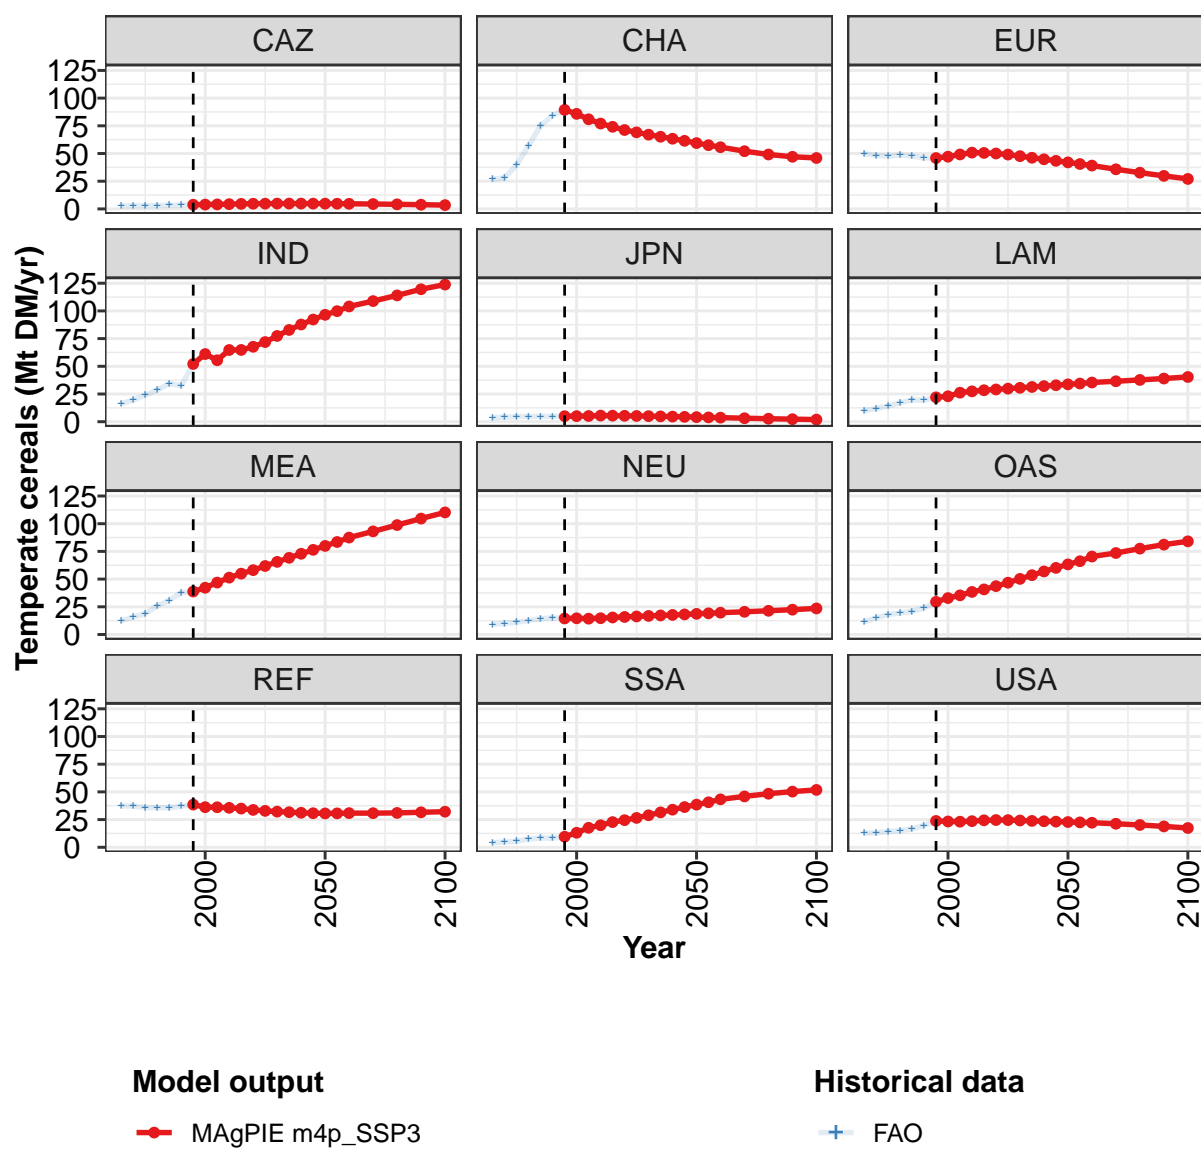 CAZ CHA EUR
125
100
75
50
25
0
IND JPN LAM
125
100
75
50
25
0
MEA NEU OAS
125
100
75
50
25
0
REF SSA USA
125
100
75
50
25
0
Temperate cereals (Mt DM/yr)
2000 2050 2100 2000 2050 2100 2000 2050 2100
Year
Model output Historical data
MAgPIE m4p_SSP3 FAO